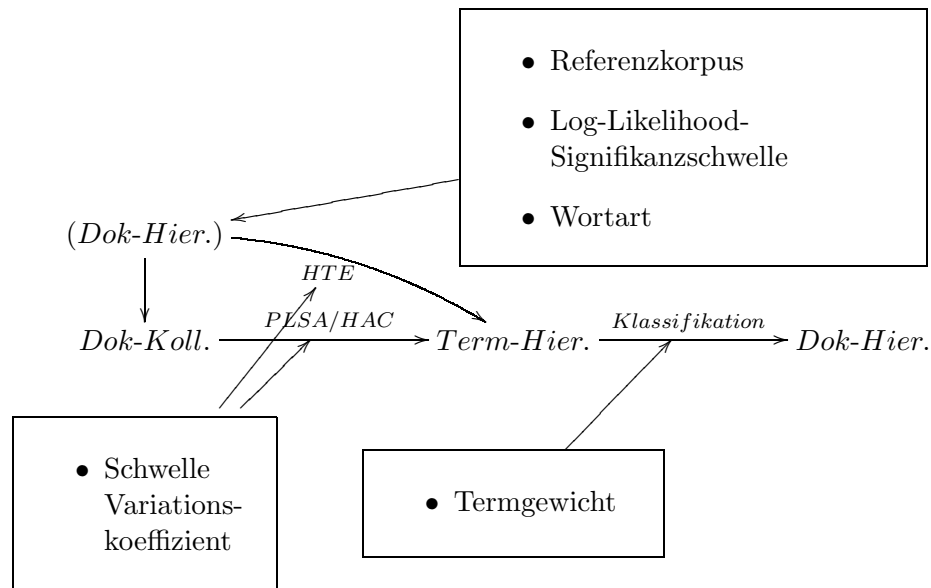 • Referenzkorpus
• Log-Likelihood-
Signifikanzschwelle
• Wortart
(Dok-Hier.)
HTE
PLSA/HAC
Klassifikation
Dok-Koll.
Term-Hier.
Dok-Hier.
• Schwelle
Variations-
koeffizient
• Termgewicht